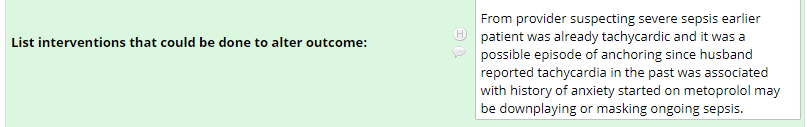 List interventions that could be done to alter outcome:
H
From provider suspecting severe sepsis earlier
patient was already tachycardic and it was a
possible episode of anchoring since husband
reported tachycardia in the past was associated
with history of anxiety started on metoprolol may
be downplaying or masking ongoing sepsis.